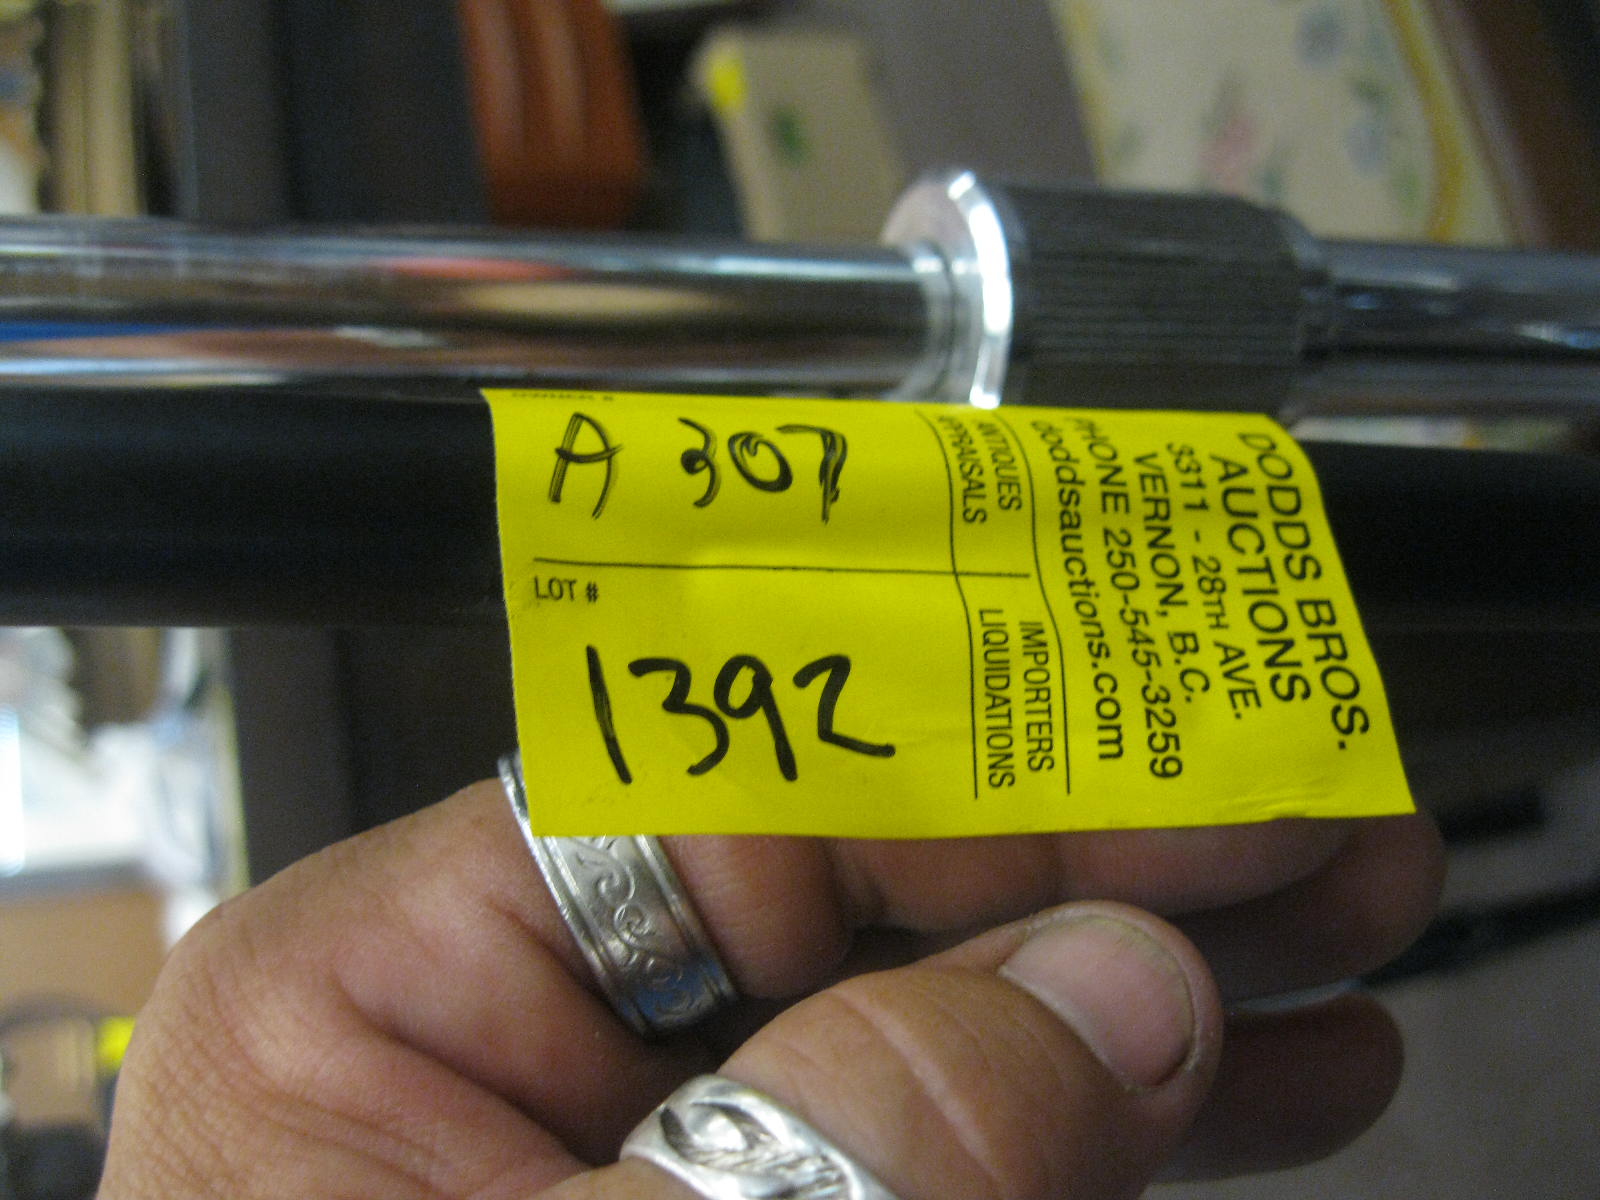 DODDS BROS.
AUCTIONS
3311 - 28TH AVE.
VERNON, B.C.
PHONE 250-545-3259
doddsauctions.com
ANTIQUES IMPORTERS
APPRAISALS LIQUIDATIONS
A 307
LOT #
1392